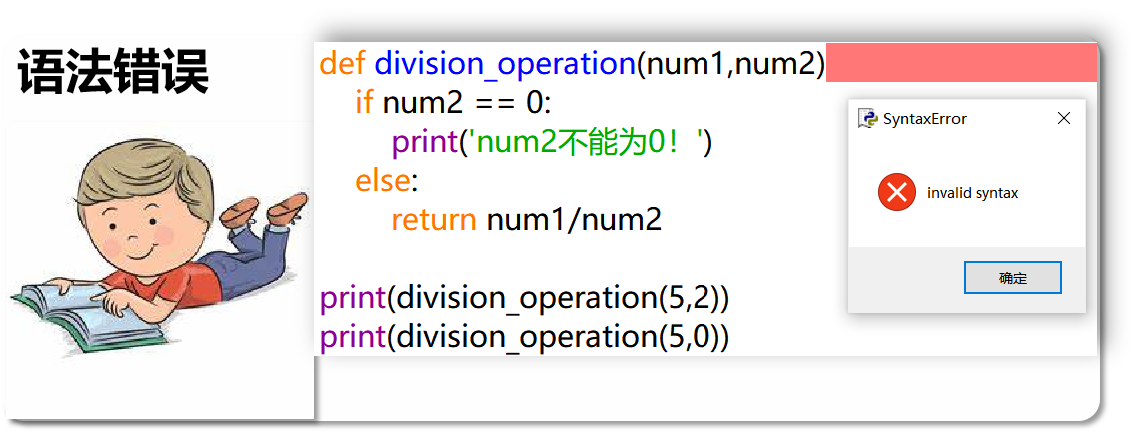 语法错误
def division_operation(num1,num2)
    if num2 == 0:
        print('num2不能为0！')
    else:
        return num1/num2
print(division_operation(5,2))
print(division_operation(5,0))
SyntaxError
invalid syntax
确定